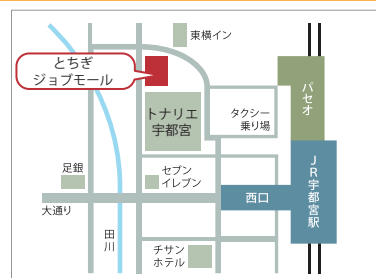 東横イン
とちぎ
ジョブモール
パセオ
トナリエ
宇都宮
タクシー
乗り場
足銀
セブン
イレブン
JR宇都宮駅
西口
大通り
田川
チサン
ホテル